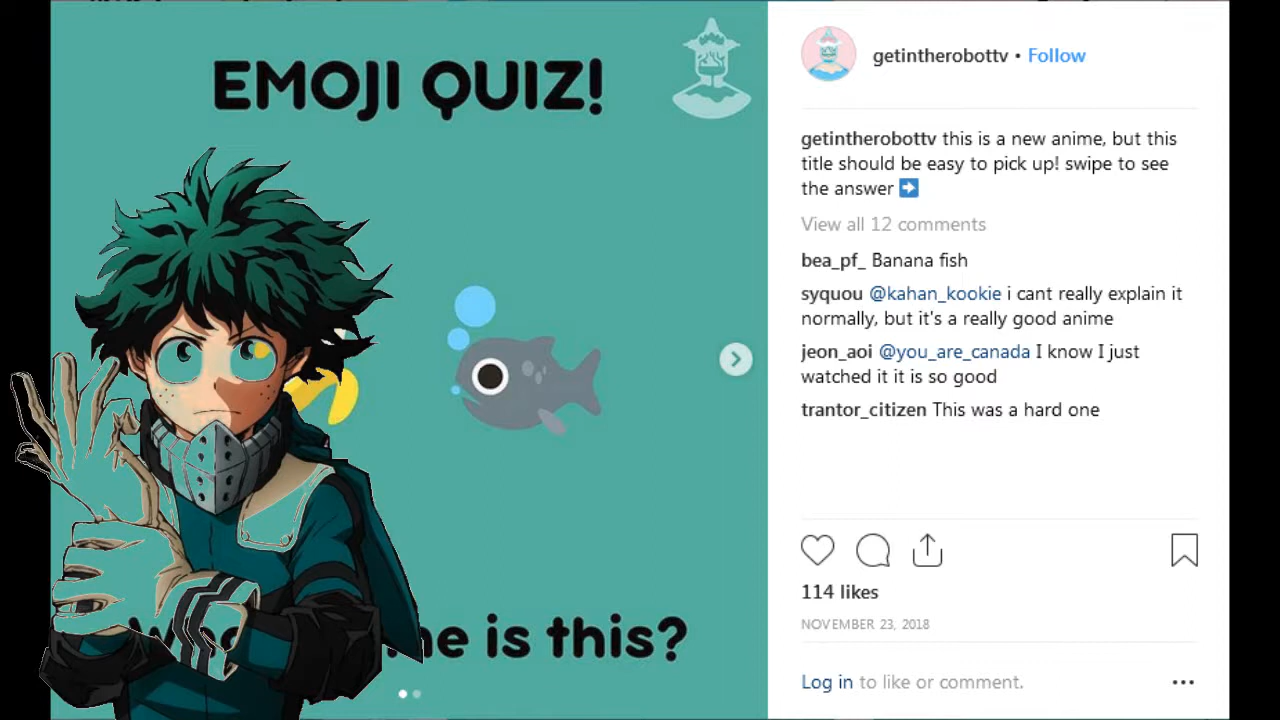 EMOJI QUIZ!
is this?
getintherobottv • Follow
getintherobottv this is a new anime, but this
title should be easy to pick up! swipe to see
the answer ➡
View all 12 comments
bea_pf_ Banana fish
syquou @kahan_kookie i cant really explain it
normally, but it's a really good anime
jeon_aoi @you_are_canada I know I just
watched it it is so good
trantor_citizen This was a hard one
114 likes
NOVEMBER 23, 2018
Log in to like or comment.